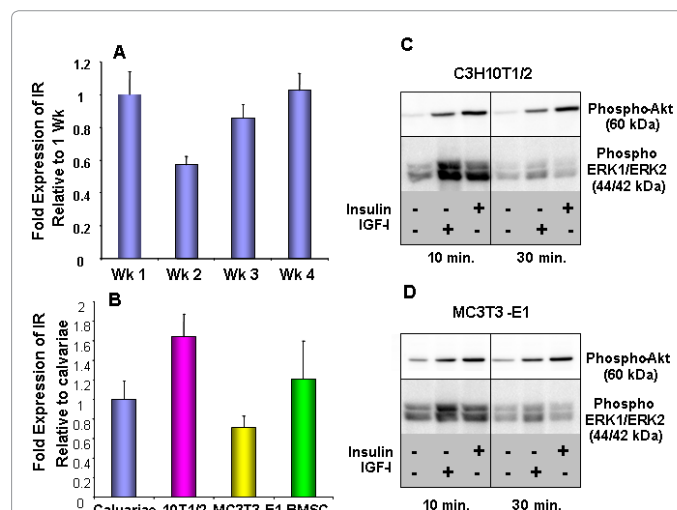 A
Fold Expression of IR
Relative to 1 Wk
1.2
1
0.8
0.6
0.4
0.2
0
Wk 1 Wk 2 Wk 3 Wk 4
B
Fold Expression of IR
Relative to calvariae
2
1.8
1.6
1.4
1.2
1
0.8
0.6
0.4
0.2
0
Calvariae 10T1/2 MC3T3-E1 BMSC
C
C3H10T1/2
Phospho-Akt
(60 kDa)
Phospho
ERK1/ERK2
(44/42 kDa)
Insulin - - + - - +
IGF-I - + - - + -
10 min. 30 min.
D
MC3T3 -E1
Phospho-Akt
(60 kDa)
Phospho
ERK1/ERK2
(44/42 kDa)
Insulin - - + - - +
IGF-I - + - - + -
10 min. 30 min.